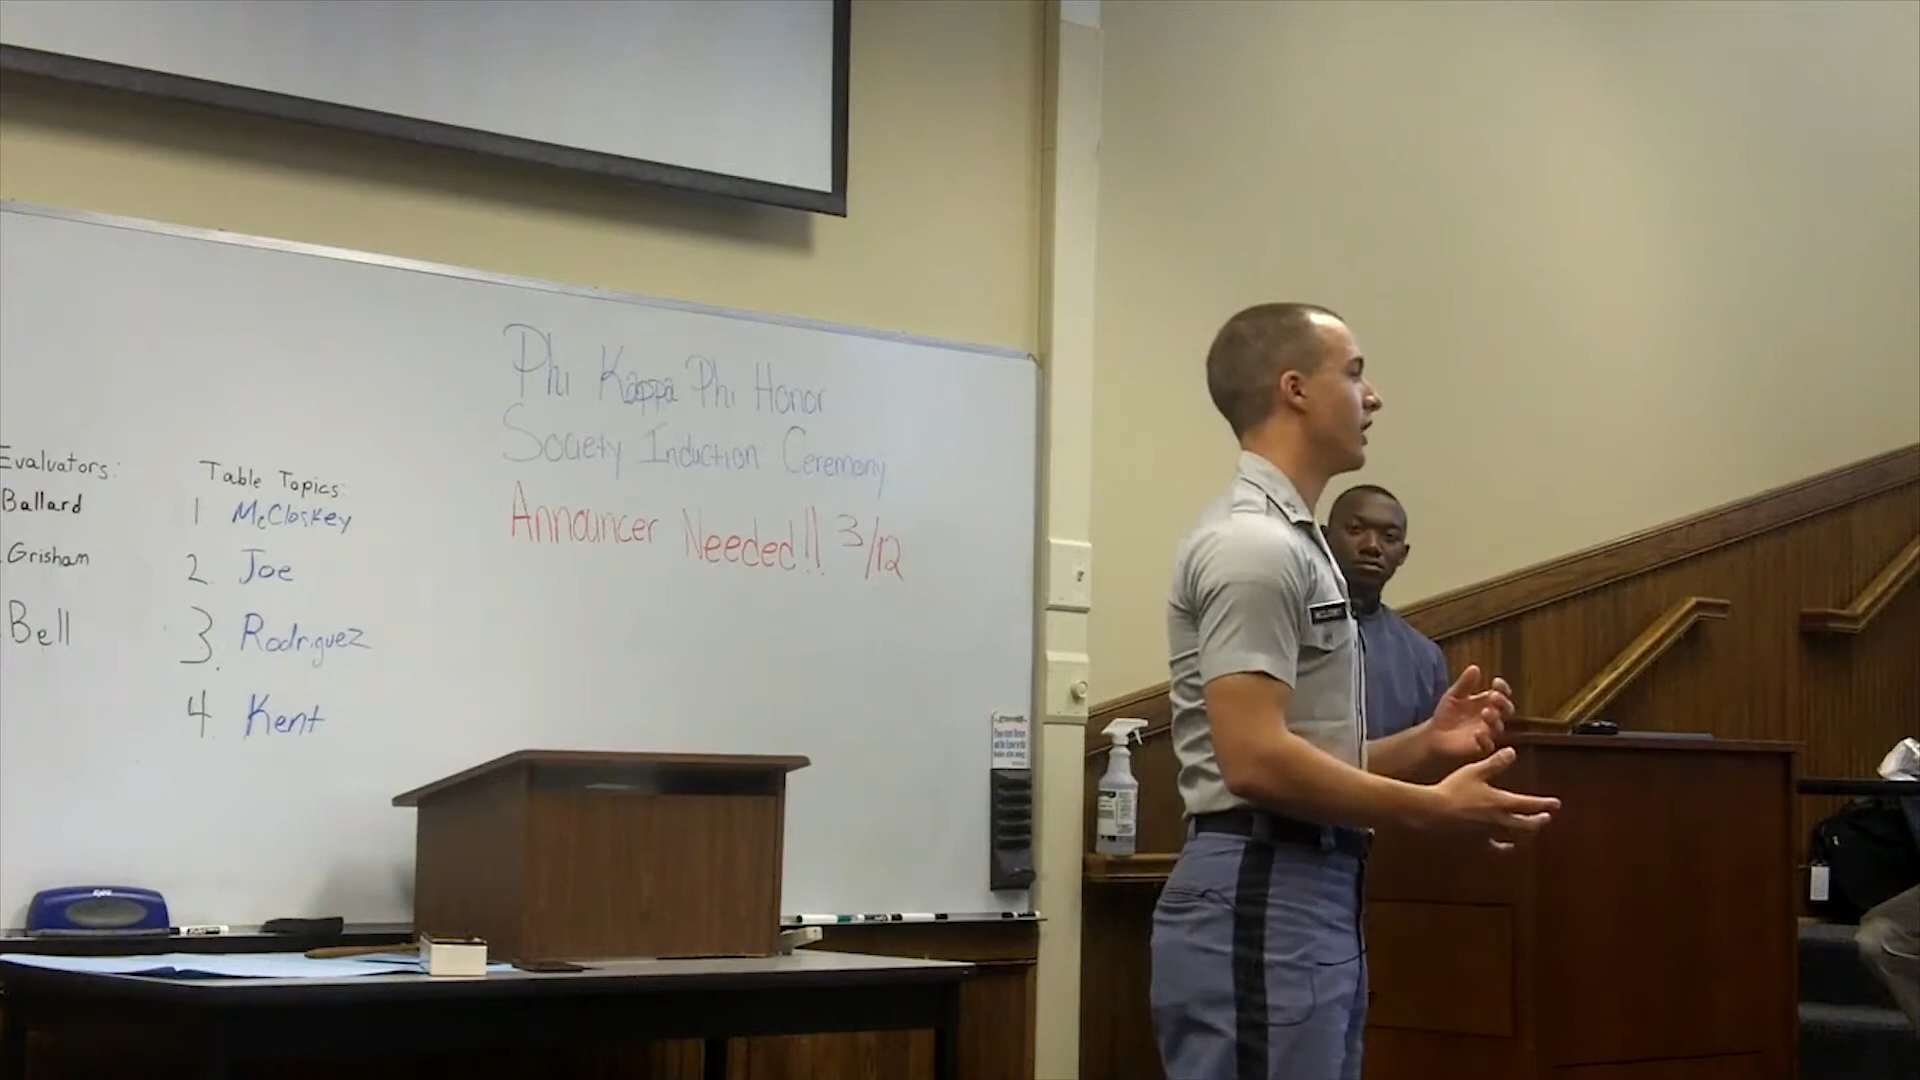 Phi Kappa Phi Honor
Society Induction Ceremony
Announcer Needed!! 3/12
Evaluators:
Ballard
Grisham
Bell
Table Topics:
1 McCloskey
2. Joe
3. Rodriguez
4 Kent
EXPO